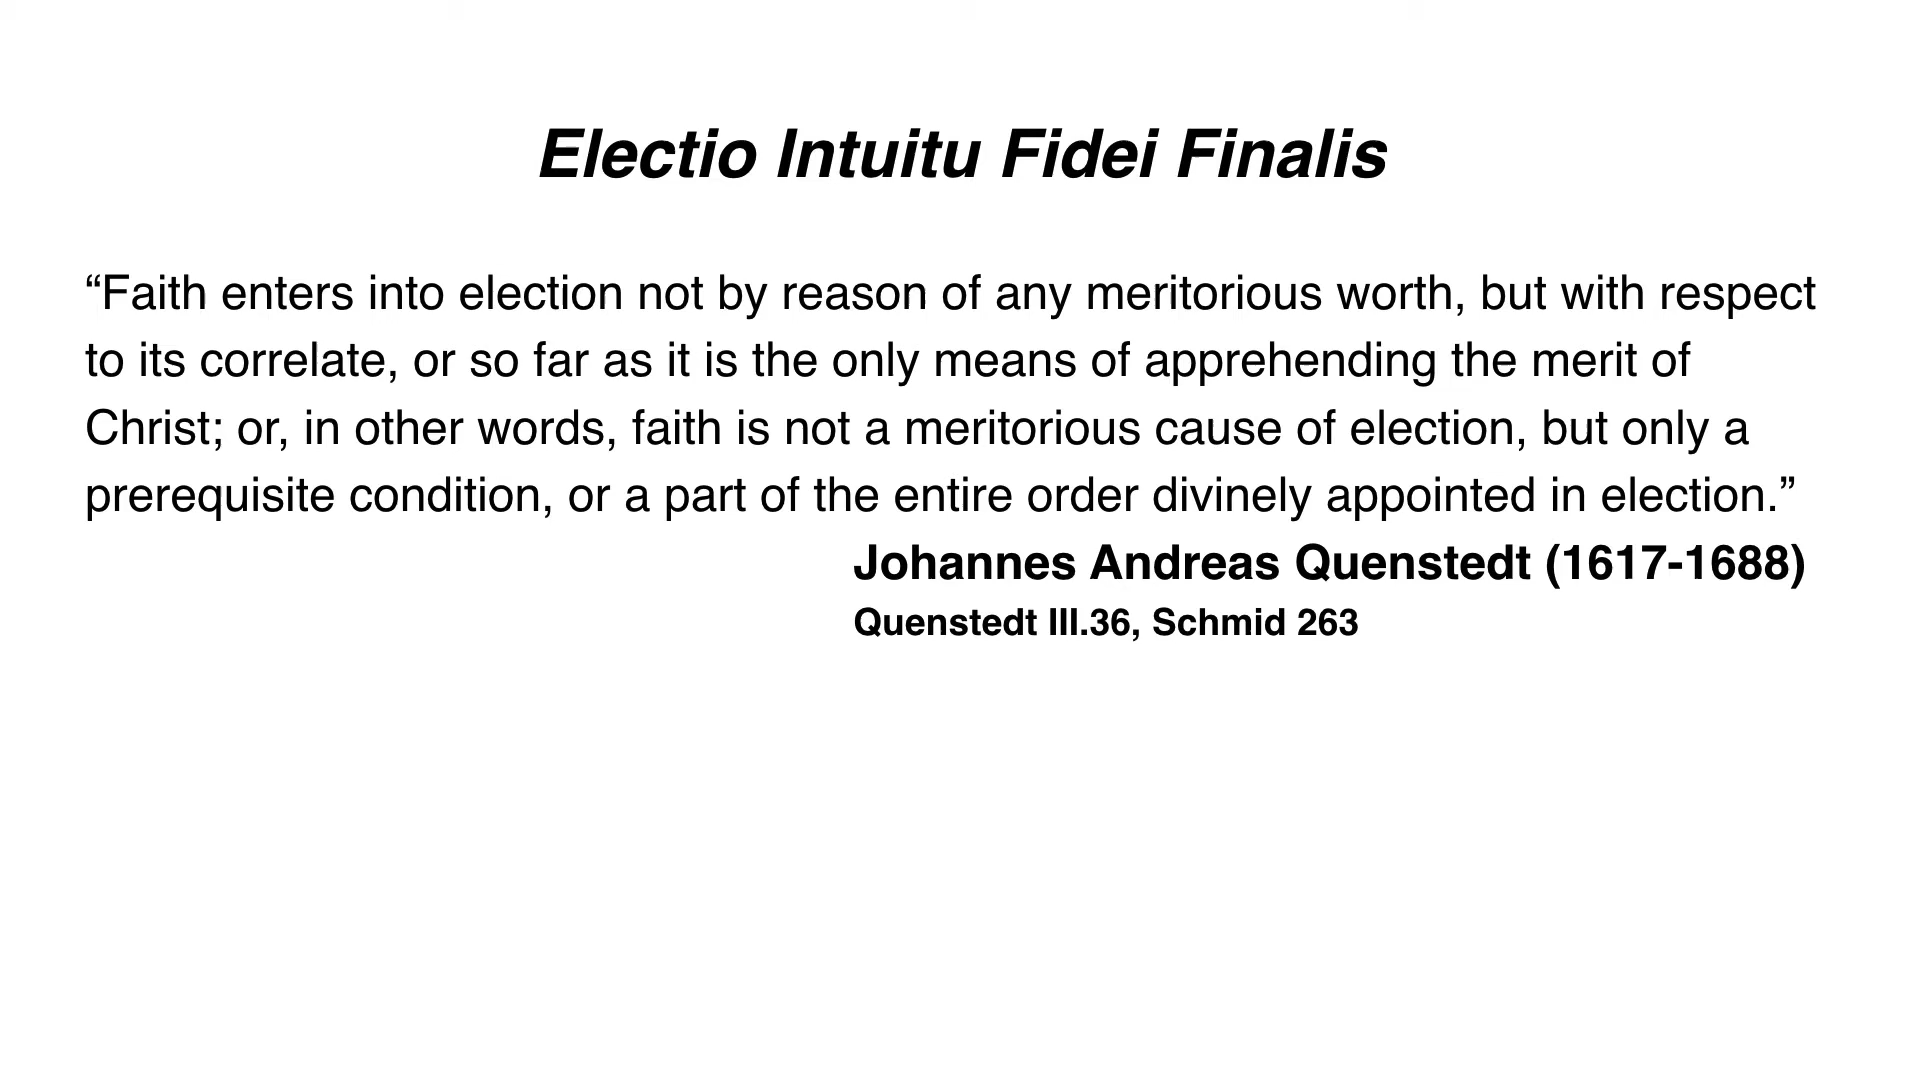 Electio Intuitu Fidei Finalis
“Faith enters into election not by reason of any meritorious worth, but with respect
to its correlate, or so far as it is the only means of apprehending the merit of
Christ; or, in other words, faith is not a meritorious cause of election, but only a
prerequisite condition, or a part of the entire order divinely appointed in election.”
Johannes Andreas Quenstedt (1617-1688)
Quenstedt III.36, Schmid 263